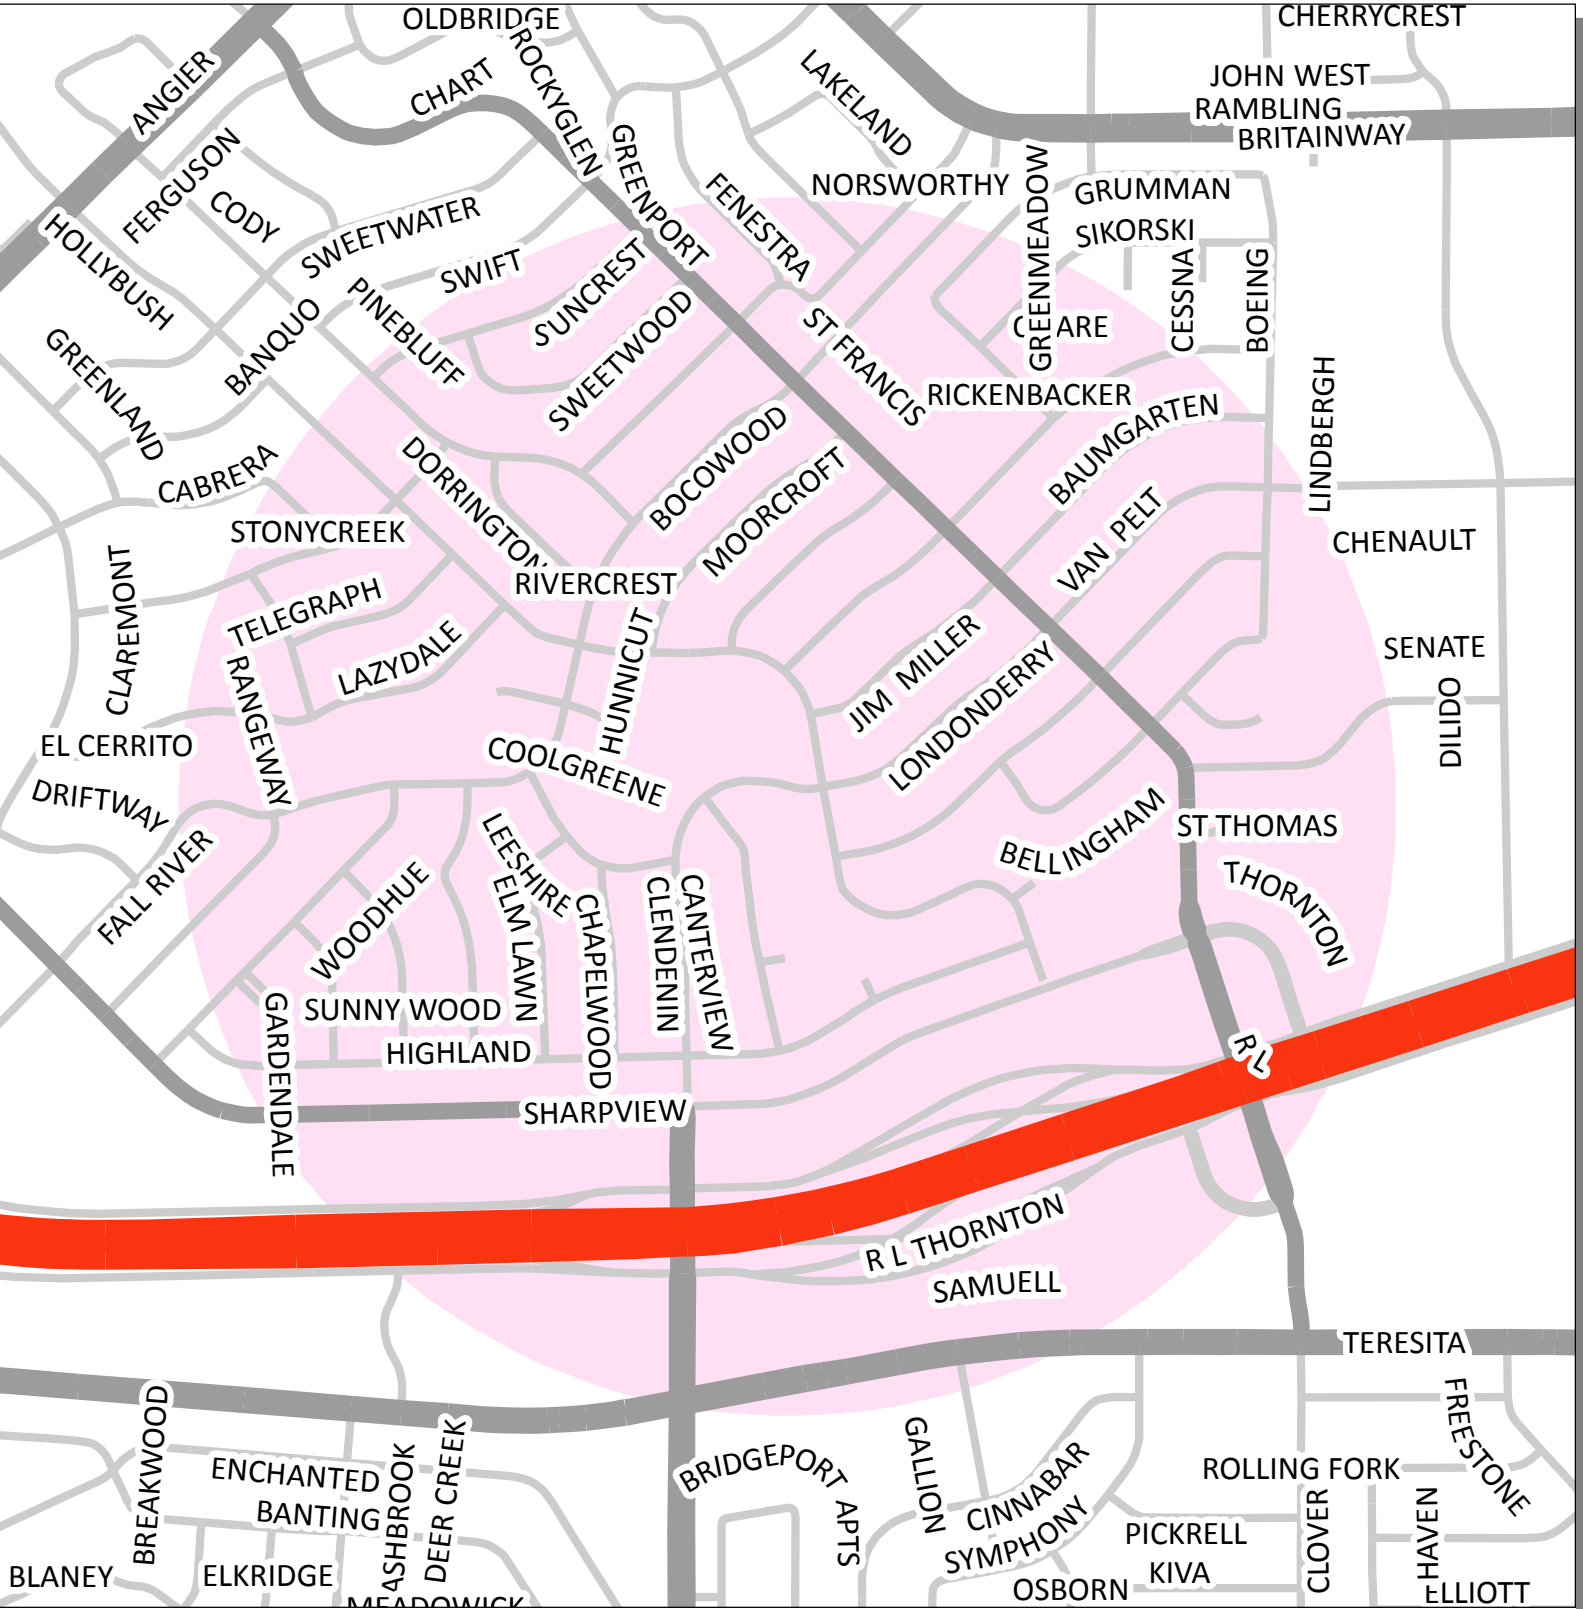 OLDBRIDGE
CHERRYCREST
ROCKYGLEN
ANGIER
CHART
LAKELAND
JOHN WEST
RAMBLING
BRITAINWAY
FERGUSON
CODY
GREENPORT
FENESTRA
NORSWORTHY
GREENMEADOW
GRUMMAN
SIKORSKI
HOLLYBUSH
SWEETWATER
SWIFT
SUNCREST
CESSNA
BOEING
PINEBLUFF
BANQUO
SWEETWOOD
ST FRANCIS
GREENLAND
RICKENBACKER
BAUMGARTEN
LINDBERGH
CABRERA
DORRINGTON
BOCOWOOD
MOORCROFT
STONYCREEK
VAN PELT
CHENAULT
CLAREMONT
TELEGRAPH
RIVERCREST
HUNNICUT
LAZYDALE
RANGEWAY
JIM MILLER
LONDONDERRY
SENATE
DILIDO
EL CERRITO
DRIFTWAY
COOLGREENE
FALL RIVER
LEESHIRE
BELLINGHAM
ST THOMAS
THORNTON
WOODHUE
ELM LAWN
CHAPELWOOD
CLENDENIN
CANTERVIEW
SUNNY WOOD
HIGHLAND
GARDENDALE
SHARPVIEW
R L
R L THORNTON
SAMUELL
TERESITA
BREAKWOOD
ENCHANTED
BANTING
ASHBROOK
DEER CREEK
BRIDGEPORT
APTS
GALLION
CINNABAR
SYMPHONY
ROLLING FORK
FREESTONE
PICKRELL
KIVA
CLOVER
HAVEN
BLANEY
ELKRIDGE
MEADOWICK
OSBORN
ELLIOTT